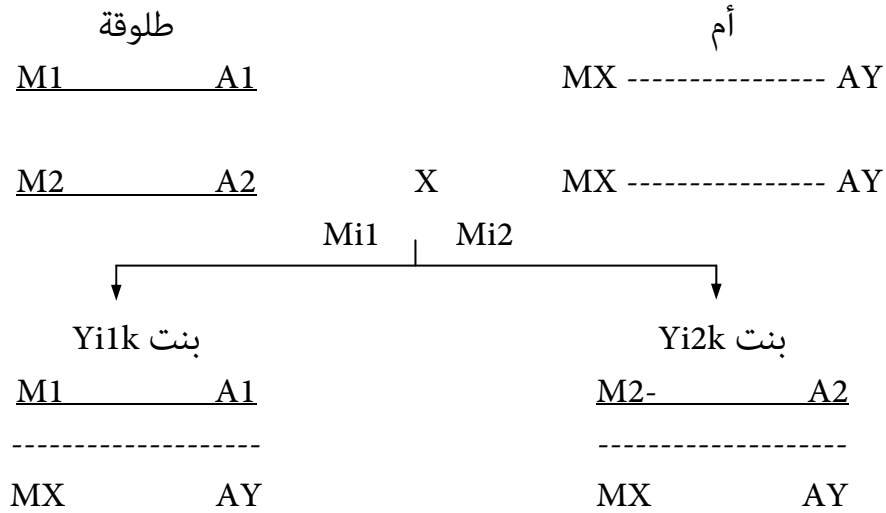 طلوقة أم
M1 A1 MX ---------------- AY
M2 A2 X MX ---------------- AY
Mi1 Mi2
بنت Yi1k بنت Yi2k
M1 A1 M2- A2
-------------------- --------------------
MX AY MX AY